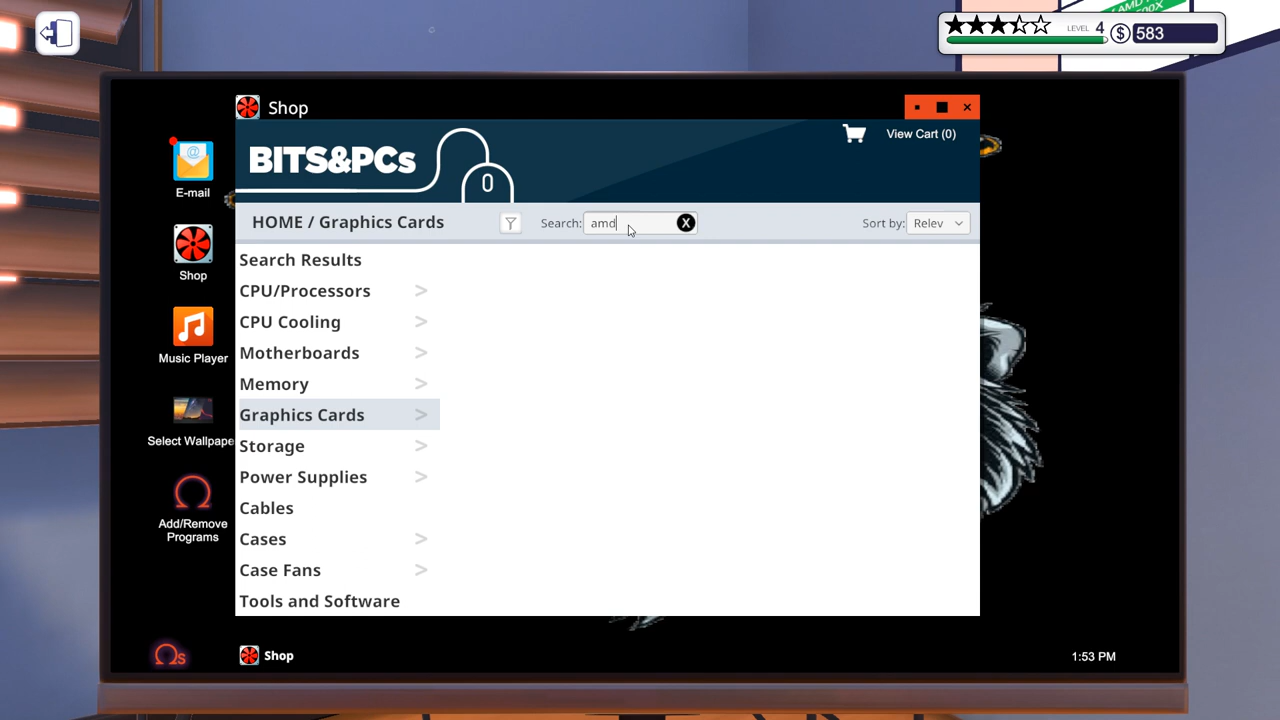 LEVEL 4 $ 583
Shop
View Cart (0)
BITS&PCs
HOME / Graphics Cards
Search: amd X
Sort by: Relev
Search Results
CPU/Processors >
CPU Cooling >
Motherboards >
Memory >
Graphics Cards >
Storage >
Power Supplies >
Cables
Cases >
Case Fans >
Tools and Software
E-mail
Shop
Music Player
Select Wallpape
Add/Remove
Programs
Ωs
Shop
1:53 PM